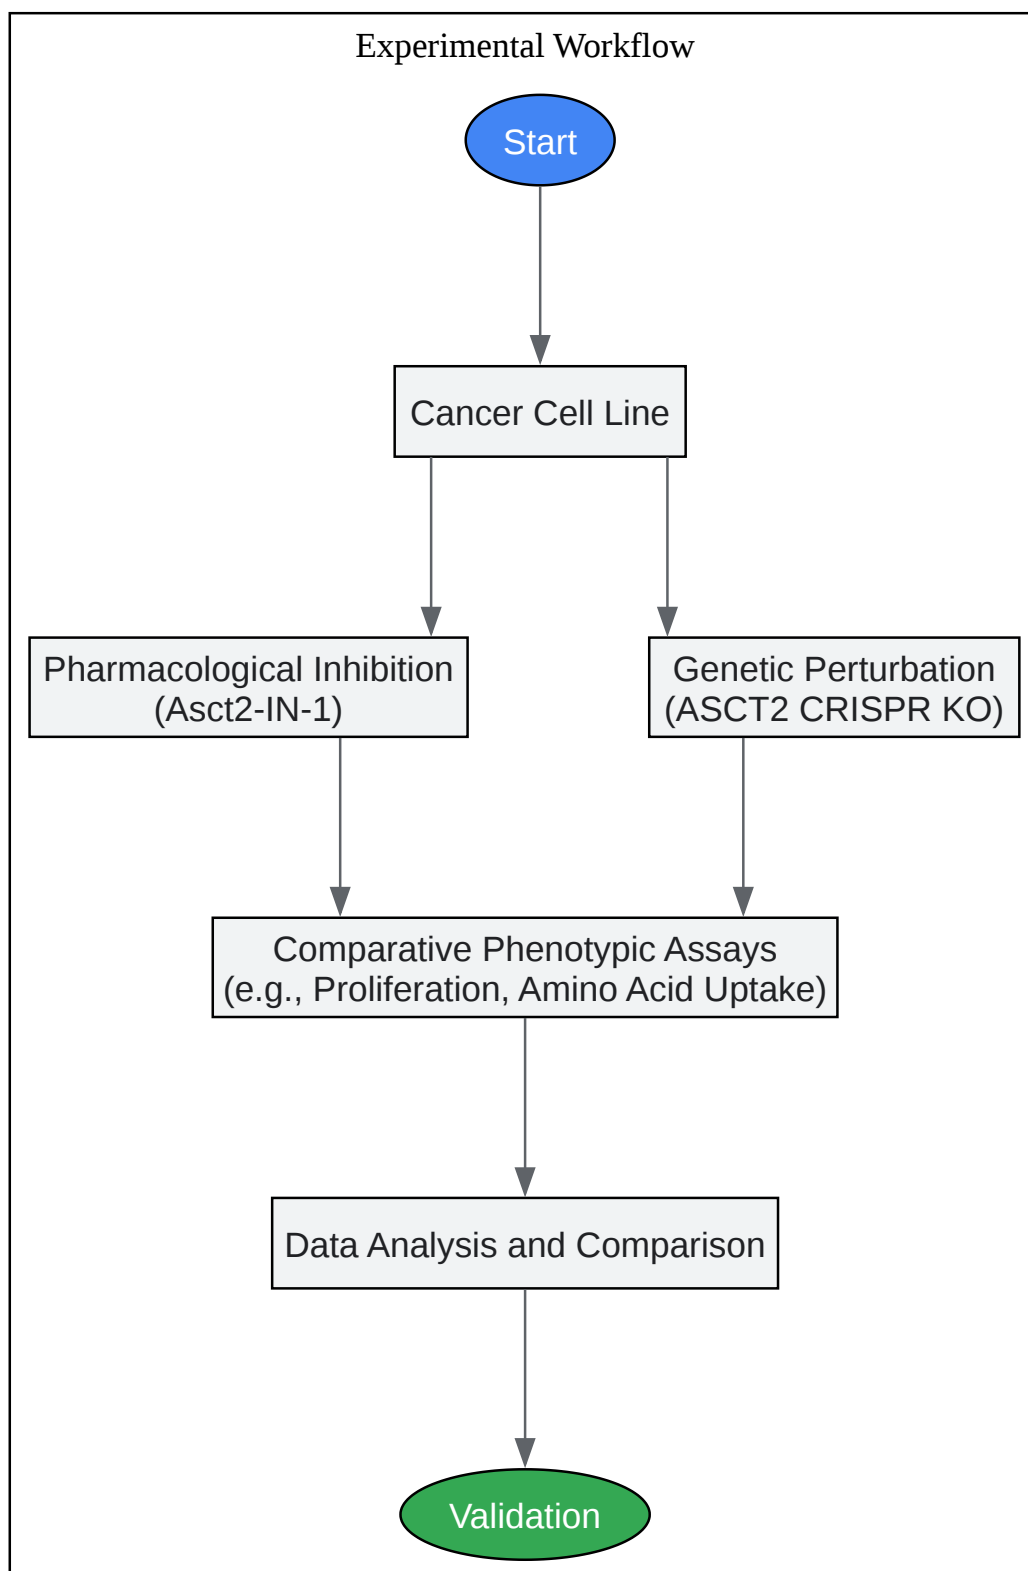 Experimental Workflow
Start
Cancer Cell Line
Pharmacological Inhibition
(Asct2-IN-1)
Genetic Perturbation
(ASCT2 CRISPR KO)
Comparative Phenotypic Assays
(e.g., Proliferation, Amino Acid Uptake)
Data Analysis and Comparison
Validation